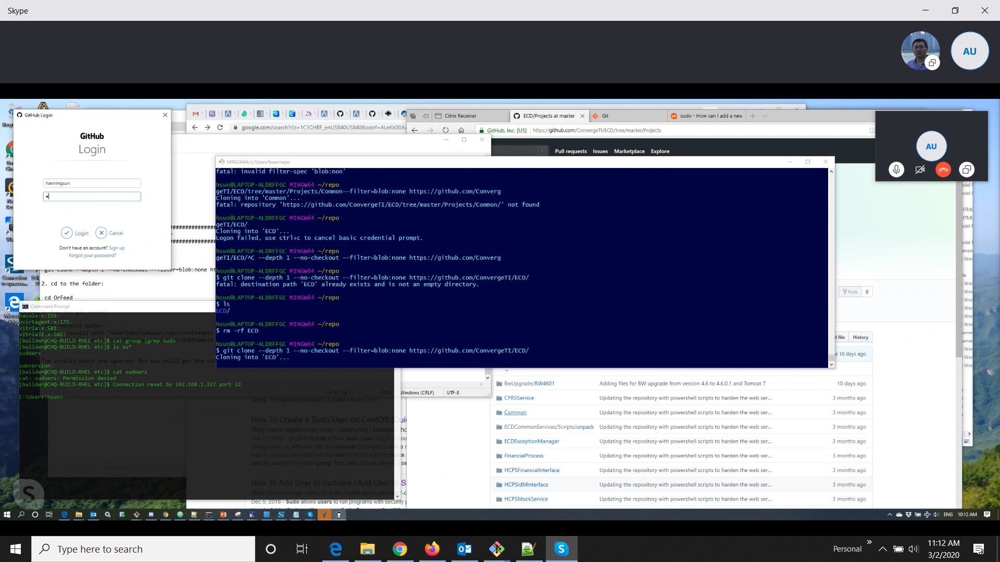 Skype
AU
GitHub Login
GitHub
Login
hanningsun
Login
Cancel
Don't have an account? Sign up
Forgot your password?
google.com/search?rlz=1C1CHBF_enUS840US840&sxsrf=ALeKk00Au
Citrix Receiver
ECD/Projects at master
Git
sudo - How can I add a new
GitHub, Inc. [US]
https://github.com/ConvergeTI/ECD/tree/master/Projects
Pull requests
Issues
Marketplace
Explore
AU
MINGW64:/c/Users/hsun/repo
fatal: invalid filter-spec 'blob:non'
hsun@LAPTOP-ALDRFFGC MINGW64 ~/repo
geTI/ECD/tree/master/Projects/Common--filter=blob:none https://github.com/Converg
Cloning into 'Common'...
fatal: repository 'https://github.com/ConvergeTI/ECD/tree/master/Projects/Common/' not found
hsun@LAPTOP-ALDRFFGC MINGW64 ~/repo
geTI/ECD/
Cloning into 'ECD'...
Logon failed, use ctrl+c to cancel basic credential prompt.
hsun@LAPTOP-ALDRFFGC MINGW64 ~/repo
geTI/ECD/^C --depth 1 --no-checkout --filter=blob:none https://github.com/Converg
hsun@LAPTOP-ALDRFFGC MINGW64 ~/repo
$ git clone --depth 1 --no-checkout --filter=blob:none https://github.com/ConvergeTI/ECD/
fatal: destination path 'ECD' already exists and is not an empty directory.
hsun@LAPTOP-ALDRFFGC MINGW64 ~/repo
$ ls
ECD/
hsun@LAPTOP-ALDRFFGC MINGW64 ~/repo
$ rm -rf ECD
hsun@LAPTOP-ALDRFFGC MINGW64 ~/repo
$ git clone --depth 1 --no-checkout --filter=blob:none https://github.com/ConvergeTI/ECD/
Cloning into 'ECD'...
2. cd to the folder:
cd OrFeed
Command Prompt
bacula:x:159:
ovirtagent:x:175:
vitria:x:501:
vitria32:x:502:
[builder@CHQ-BUILD-RHEL etc]$ cat group |grep sudo
[builder@CHQ-BUILD-RHEL etc]$ ls su*
sudoers
subversion:
[builder@CHQ-BUILD-RHEL etc]$ cat sudoers
cat: sudoers: Permission denied
[builder@CHQ-BUILD-RHEL etc]$ Connection reset by 192.168.1.227 port 22
C:\Users\hsun>
Ln 59, Col 11
100%
Windows (CRLF)
UTF-8
How To Create a Sudo User on CentOS [Quic
https://www.digitalocean.com › community › tutorials
How To Add User to Sudoers / Add User to S
https://phoenixnap.com › how-to-create-add-sudo-user-c
Dec 5, 2018 - Sudo allows users to run programs with security p
Fork
0
History
10 days ago
BwUpgrade/BW4601 Adding files for BW upgrade from version 4.6 to 4.6.0.1 and Tomcat 7 10 days ago
CPRSService Updating the repository with powershell scripts to harden the web ser... 3 months ago
Common Updating the repository with powershell scripts to harden the web ser... 3 months ago
ECDCommonServices/Scripts/unpack Updating the repository with powershell scripts to harden the web ser... 3 months ago
ECDExceptionManager Updating the repository with powershell scripts to harden the web ser... 3 months ago
FinancialProcess Updating the repository with powershell scripts to harden the web ser... 3 months ago
HCPSFinancialInterface Updating the repository with powershell scripts to harden the web ser... 3 months ago
HCPSIdMInterface Updating the repository with powershell scripts to harden the web ser... 3 months ago
HCPSMockService Updating the repository with powershell scripts to harden the web ser... 3 months ago
ENG
10:12 AM
Type here to search
Personal
11:12 AM
3/2/2020